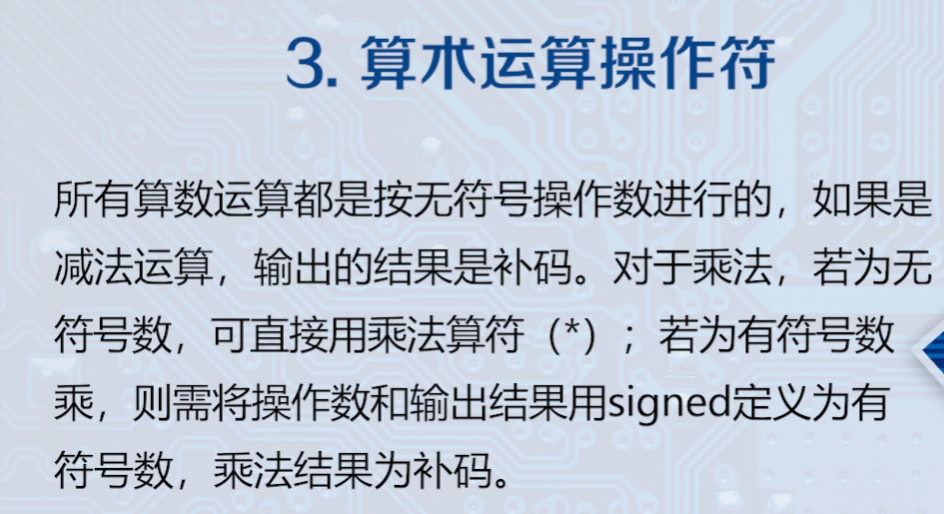 3. 算术运算操作符
所有算数运算都是按无符号操作数进行的，如果是
减法运算，输出的结果是补码。对于乘法，若为无
符号数，可直接用乘法算符（*）；若为有符号数
乘，则需将操作数和输出结果用signed定义为有
符号数，乘法结果为补码。